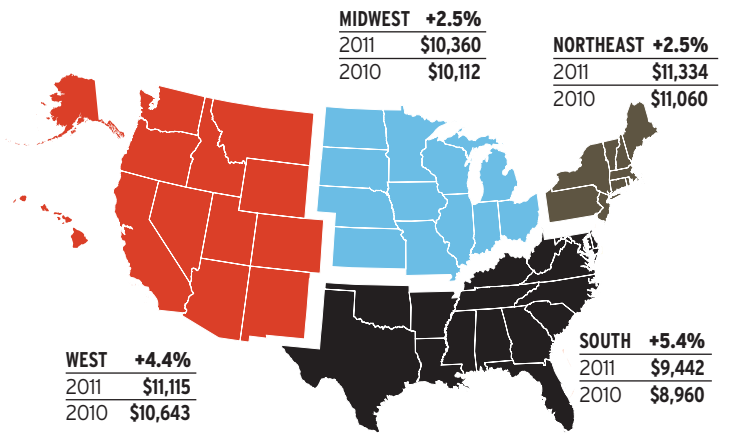 MIDWEST +2.5%
2011 $10,360
2010 $10,112
NORTHEAST +2.5%
2011 $11,334
2010 $11,060
WEST +4.4%
2011 $11,115
2010 $10,643
SOUTH +5.4%
2011 $9,442
2010 $8,960